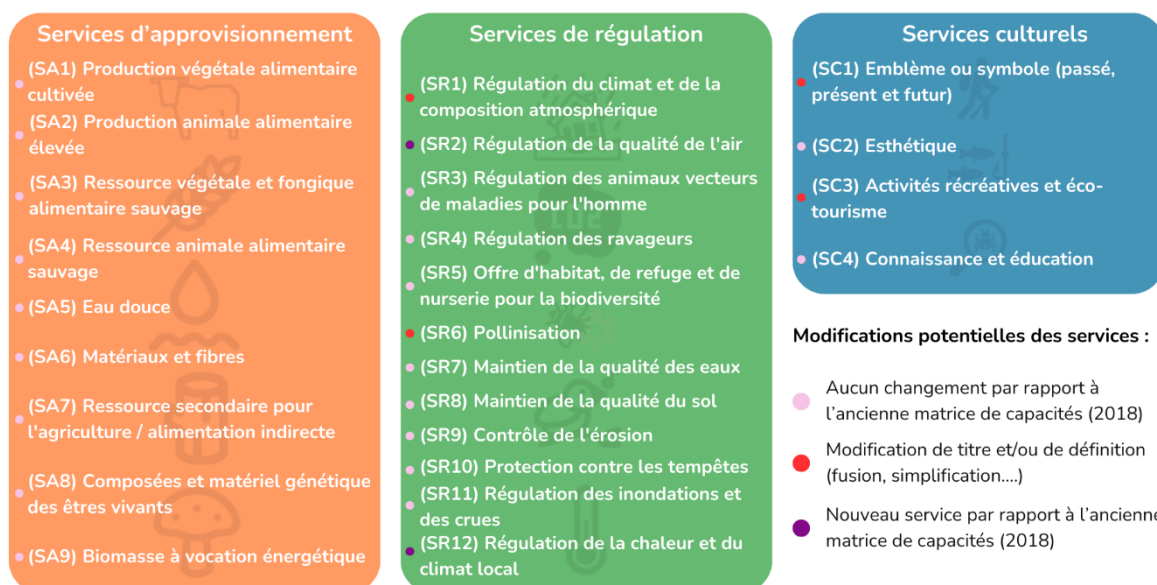 Services d'approvisionnement
(SA1) Production végétale alimentaire
cultivée
(SA2) Production animale alimentaire
élevée
(SA3) Ressource végétale et fongique
alimentaire sauvage
(SA4) Ressource animale alimentaire
sauvage
(SA5) Eau douce
(SA6) Matériaux et fibres
(SA7) Ressource secondaire pour
l'agriculture / alimentation indirecte
(SA8) Composées et matériel génétique
des êtres vivants
(SA9) Biomasse à vocation énergétique
Services de régulation
(SR1) Régulation du climat et de la
composition atmosphérique
(SR2) Régulation de la qualité de l'air
(SR3) Régulation des animaux vecteurs
de maladies pour l'homme
(SR4) Régulation des ravageurs
(SR5) Offre d'habitat, de refuge et de
nurserie pour la biodiversité
(SR6) Pollinisation
(SR7) Maintien de la qualité des eaux
(SR8) Maintien de la qualité du sol
(SR9) Contrôle de l'érosion
(SR10) Protection contre les tempêtes
(SR11) Régulation des inondations et
des crues
(SR12) Régulation de la chaleur et du
climat local
Services culturels
(SC1) Emblème ou symbole (passé,
présent et futur)
(SC2) Esthétique
(SC3) Activités récréatives et éco-
tourisme
(SC4) Connaissance et éducation
Modifications potentielles des services :
Aucun changement par rapport à
l'ancienne matrice de capacités (2018)
Modification de titre et/ou de définition
(fusion, simplification....)
Nouveau service par rapport à l'ancienne
matrice de capacités (2018)